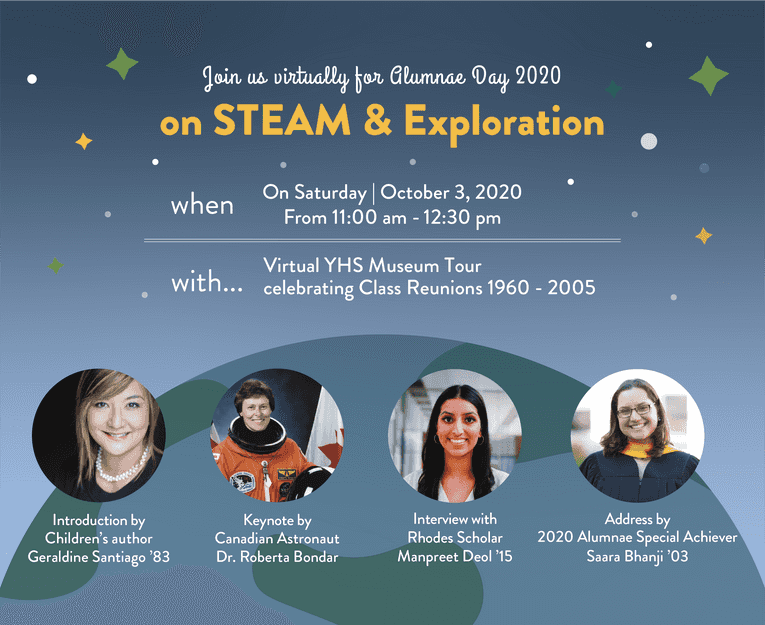 Join us virtually for Alumnae Day 2020
on STEAM & Exploration
when
On Saturday | October 3, 2020
From 11:00 am - 12:30 pm
with...
Virtual YHS Museum Tour
celebrating Class Reunions 1960 - 2005
Introduction by
Children's author
Geraldine Santiago '83
Keynote by
Canadian Astronaut
Dr. Roberta Bondar
Interview with
Rhodes Scholar
Manpreet Deol '15
Address by
2020 Alumnae Special Achiever
Saara Bhanji '03